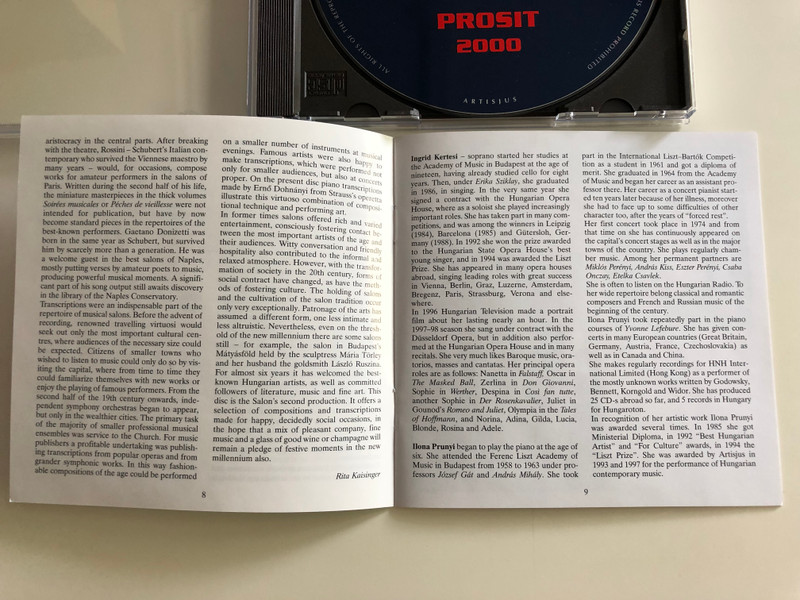 PROSIT
2000
ALL RIGHTS OF THE
RECORD PROHIBITED
ARTISJUS
aristocracy in the central parts. After breaking
with the theatre, Rossini – Schubert's Italian con-
temporary who survived the Viennese maestro by
many years – would, for occasions, compose
works for amateur performers in the salons of
Paris. Written during the second half of his life,
the miniature masterpieces in the thick volumes
Soirées musicales or Péches de vieillesse were not
intended for publication, but have by now
become standard pieces in the repertoires of the
best-known performers. Gaetano Donizetti was
born in the same year as Schubert, but survived
him by scarcely more than a generation. He was
a welcome guest in the best salons of Naples,
mostly putting verses by amateur poets to music,
producing powerful musical moments. A signifi-
cant part of his song output still awaits discovery
in the library of the Naples Conservatory.
Transcriptions are an indispensable part of the
repertoire of musical salons. Before the advent of
recording, renowned travelling virtuosi would
seek out only the most important cultural cen-
tres, where audiences of the necessary size could
be expected. Citizens of smaller towns who
wished to listen to music could only do so by vis-
iting the capital, where from time to time they
could familiarize themselves with new works or
enjoy the playing of famous performers. From the
second half of the 19th century onwards, inde-
pendent symphony orchestras began to appear,
but only in the wealthier cities. The primary task
of the majority of smaller professional musical
ensembles was service to the Church. For music
publishers a profitable undertaking was publish-
ing transcriptions from popular operas and from
grander symphonic works. In this way fashion-
able compositions of the age could be performed
on a smaller number of instruments at musical
evenings. Famous artists were also happy to
make transcriptions, which were performed not
only for smaller audiences, but also at concerts
proper. On the present disc piano transcriptions
made by Ernő Dohnányi from Strauss's operetta
illustrate this virtuoso combination of composi-
tional technique and performing art.
In former times salons offered rich and varied
entertainment, consciously fostering contact be-
tween the most important artists of the age and
their audiences. Witty conversation and friendly
hospitality also contributed to the informal and
relaxed atmosphere. However, with the transfor-
mation of society in the 20th century, forms of
social contract have changed, as have the meth-
ods of fostering culture. The holding of salons
and the cultivation of the salon tradition occur
only very exceptionally. Patronage of the arts has
assumed a different form, one less intimate and
less altruistic. Nevertheless, even on the thresh-
old of the new millennium there are some salons
still – for example, the salon in Budapest's
Mátyásföld held by the sculptress Mária Törley
and her husband the goldsmith László Ruszina.
For almost six years it has welcomed the best-
known Hungarian artists, as well as committed
followers of literature, music and fine art. This
disc is the Salon's second production. It offers a
selection of compositions and transcriptions
made for happy, decidedly social occasions, in
the hope that a mix of pleasant company, fine
music and a glass of good wine or champagne will
remain a pledge of festive moments in the new
millennium also.
Rita Kaisinger
8
Ingrid Kertesi – soprano started her studies at
the Academy of Music in Budapest at the age of
nineteen, having already studied cello for eight
years. Then, under Erika Sziklay, she graduated
in 1986, in singing. In the very same year she
signed a contract with the Hungarian Opera
House, where as a soloist she played increasingly
important roles. She has taken part in many com-
petitions, and was among the winners in Leipzig
(1984), Barcelona (1985) and Gütersloh, Ger-
many (1988). In 1992 she won the prize awarded
to the Hungarian State Opera House's best
young singer, and in 1994 was awarded the Liszt
Prize. She has appeared in many opera houses
abroad, singing leading roles with great success
in Vienna, Berlin, Graz, Luzerne, Amsterdam,
Bregenz, Paris, Strassburg, Verona and else-
where.
In 1996 Hungarian Television made a portrait
film about her lasting nearly an hour. In the
1997-98 season she sang under contract with the
Düsseldorf Opera, but in addition also perfor-
med at the Hungarian Opera House and in many
recitals. She very much likes Baroque music, ora-
torios, masses and cantatas. Her principal opera
roles are as follows: Nanetta in Falstaff, Oscar in
The Masked Ball, Zerlina in Don Giovanni,
Sophie in Werther, Despina in Cosi fan tutte,
another Sophie in Der Rosenkavalier, Juliet in
Gounod's Romeo and Juliet, Olympia in the Tales
of Hoffmann, and Norina, Adina, Gilda, Lucia,
Blonde, Rosina and Adele.
Ilona Prunyi began to play the piano at the age of
six. She attended the Ferenc Liszt Academy of
Music in Budapest from 1958 to 1963 under pro-
fessors József Gát and András Mihály. She took
part in the International Liszt–Bartók Competi-
tion as a student in 1961 and got a diploma of
merit. She graduated in 1964 from the Academy
of Music and began her career as an assistant pro-
fessor there. Her career as a concert pianist start-
ed ten years later because of her illness, moreover
she had to face up to some difficulties of other
character too, after the years of "forced rest".
Her first concert took place in 1974 and from
that time on she has continuously appeared on
the capital's concert stages as well as in the major
towns of the country. She plays regularly cham-
ber music. Among her permanent partners are
Miklós Perényi, András Kiss, Eszter Perényi, Csaba
Onczay, Etelka Csavlek.
She is often to listen on the Hungarian Radio. To
her wide repertoire belong classical and romantic
composers and French and Russian music of the
beginning of the century.
Ilona Prunyi took repeatedly part in the piano
courses of Yvonne Lefebure. She has given con-
certs in many European countries (Great Britain,
Germany, Austria, France, Czechoslovakia) as
well as in Canada and China.
She makes regularly recordings for HNH Inter-
national Limited (Hong Kong) as a performer of
the mostly unknown works written by Godowsky,
Bennett, Korngold and Widor. She has produced
25 CD-s abroad so far, and 5 records in Hungary
for Hungaroton.
In recognition of her artistic work Ilona Prunyi
was awarded several times. In 1985 she got
Ministerial Diploma, in 1992 "Best Hungarian
Artist" and "For Culture" awards, in 1994 the
"Liszt Prize". She was awarded by Artisjus in
1993 and 1997 for the performance of Hungarian
contemporary music.
9